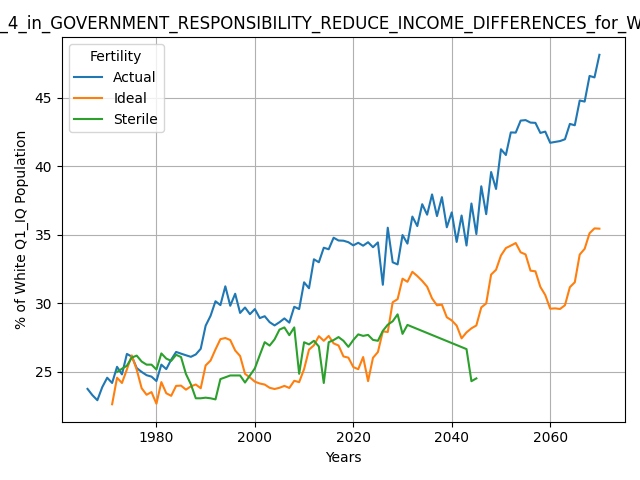 _4_in_GOVERNMENT_RESPONSIBILITY_REDUCE_INCOME_DIFFERENCES_for_W
Fertility
Actual
Ideal
Sterile
% of White Q1_IQ Population
45
40
35
30
25
1980 2000 2020 2040 2060
Years